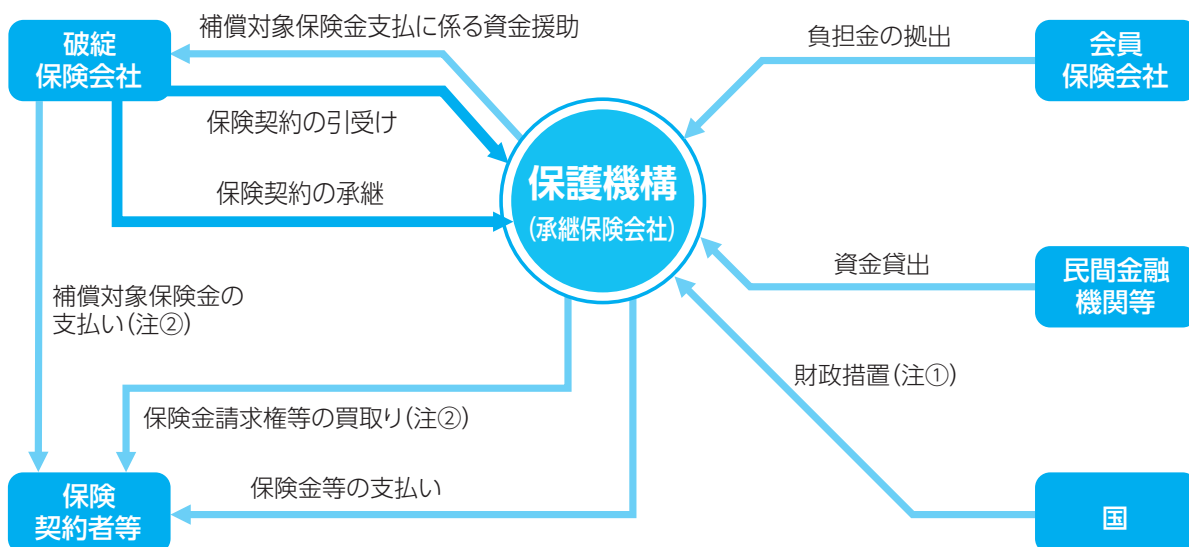 補償対象保険金支払に係る資金援助
破綻
保険会社
負担金の拠出
会員
保険会社
保険契約の引受け
保険契約の承継
保護機構
(承継保険会社)
資金貸出
民間金融
機関等
補償対象保険金の
支払い(注②)
財政措置(注①)
保険金請求権等の買取り(注②)
保険金等の支払い
保険
契約者等
国